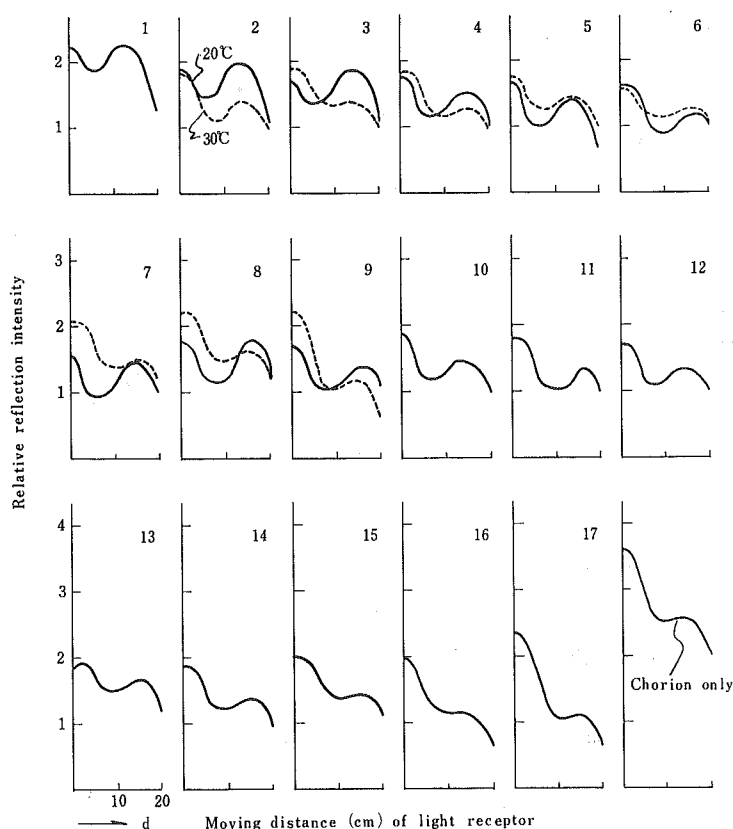 1 2 3 4 5 6
20℃
30℃
2
1
7 8 9 10 11 12
3
2
1
Relative reflection intensity
13 14 15 16 17
4
3
2
1
Chorion only
10 20
d Moving distance (cm) of light receptor